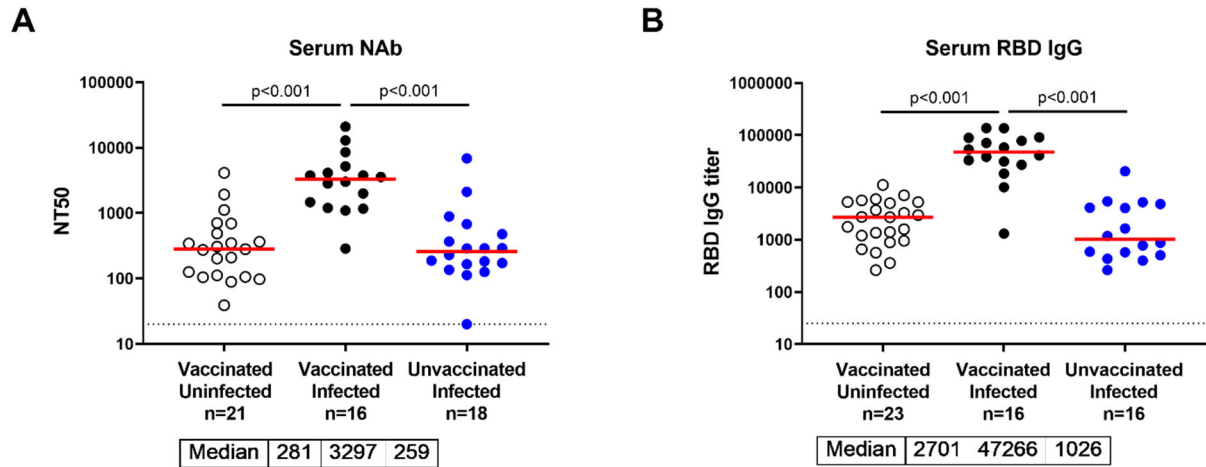 A
Serum NAb
NT50
100000
10000
1000
100
10
p<0.001
p<0.001
Vaccinated Uninfected n=21
Vaccinated Infected n=16
Unvaccinated Infected n=18
Median 281 3297 259
B
Serum RBD IgG
RBD IgG titer
1000000
100000
10000
1000
100
10
p<0.001
p<0.001
Vaccinated Uninfected n=23
Vaccinated Infected n=16
Unvaccinated Infected n=16
Median 2701 47266 1026